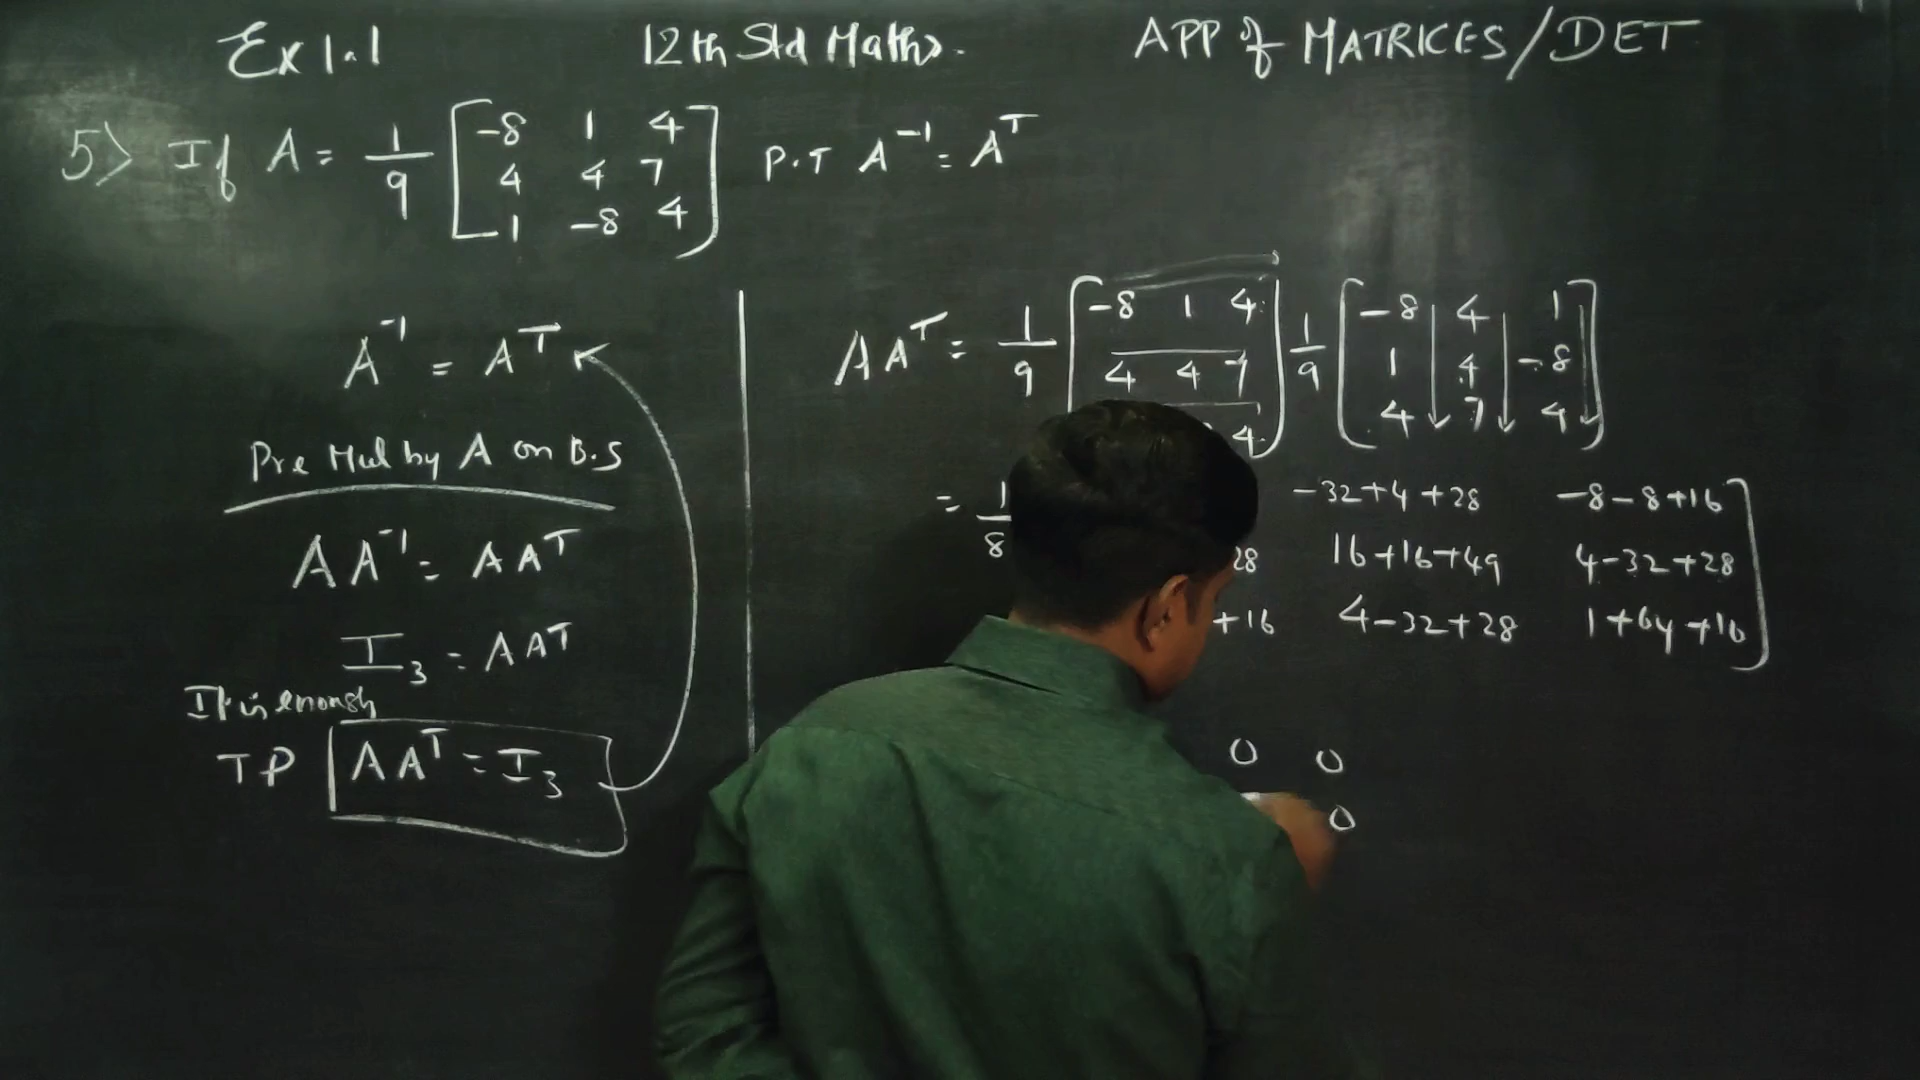 Ex 1.1 12th Std Maths. APP of MATRICES/DET
5) If A = 1/9 [ -8 1 4
4 4 7
1 -8 4 ] P.T A⁻¹ = Aᵀ
A⁻¹ = Aᵀ
Pre Mul by A on B.S
AA⁻¹ = AAᵀ
I₃ = AAᵀ
It is enough
TP AAᵀ = I₃
AAᵀ = 1/9 [ -8 1 4
4 4 7
4 ] 1/9 [ -8 4 1
1 4 -8
4 7 4 ]
= 1/8 -32+4+28 -8-8+16
28 16+16+49 4-32+28
+16 4-32+28 1+64+16 ]
0 0
0